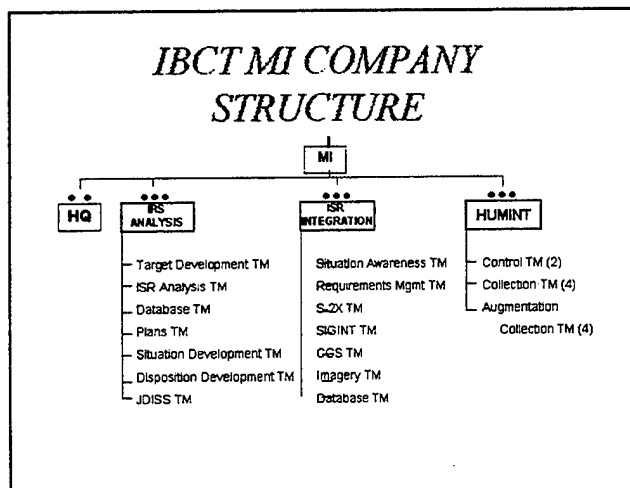 IBCT MI COMPANY
STRUCTURE
MI
HQ
IRS
ANALYSIS
ISR
INTEGRATION
HUMINT
Target Development TM
ISR Analysis TM
Database TM
Plans TM
Situation Development TM
Disposition Development TM
JDISS TM
Situation Awareness TM
Requirements Mgmt TM
S-2X TM
SIGINT TM
CGS TM
Imagery TM
Database TM
Control TM (2)
Collection TM (4)
Augmentation
Collection TM (4)